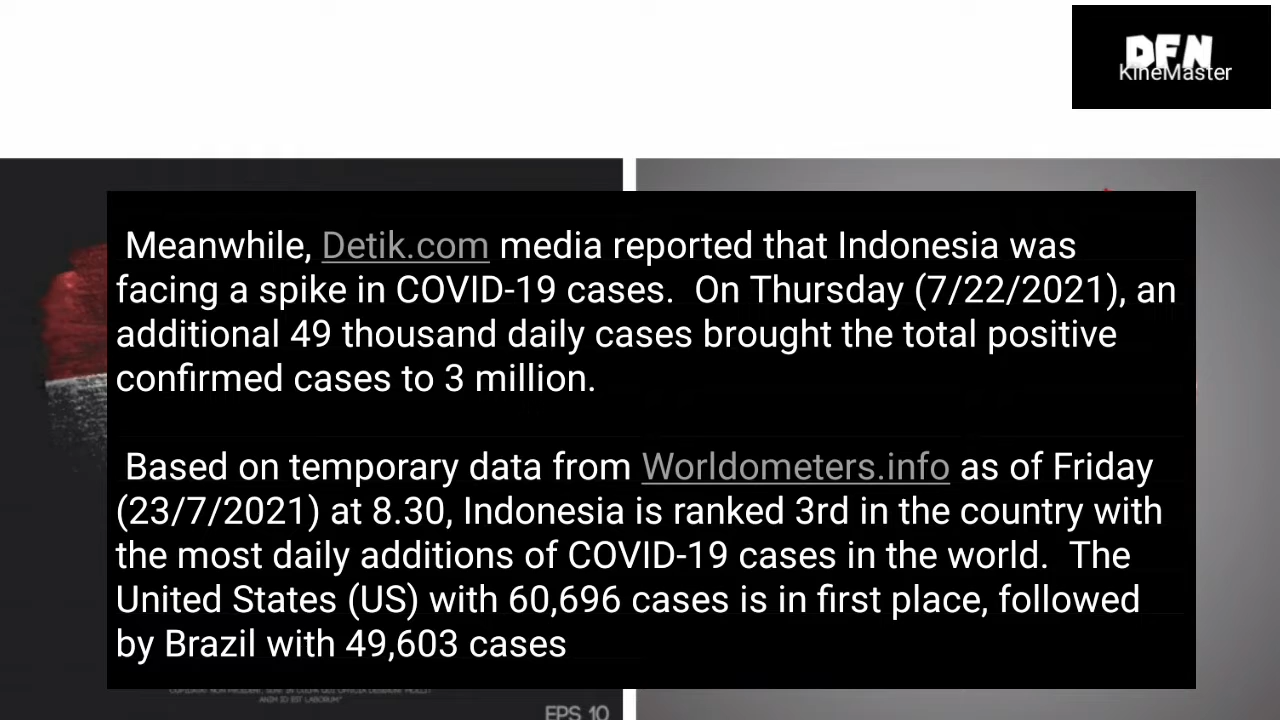 DFN
KineMaster
Meanwhile, Detik.com media reported that Indonesia was
facing a spike in COVID-19 cases.  On Thursday (7/22/2021), an
additional 49 thousand daily cases brought the total positive
confirmed cases to 3 million.
Based on temporary data from Worldometers.info as of Friday
(23/7/2021) at 8.30, Indonesia is ranked 3rd in the country with
the most daily additions of COVID-19 cases in the world.  The
United States (US) with 60,696 cases is in first place, followed
by Brazil with 49,603 cases
ANIM ID EST LABORUM"
EPS 10